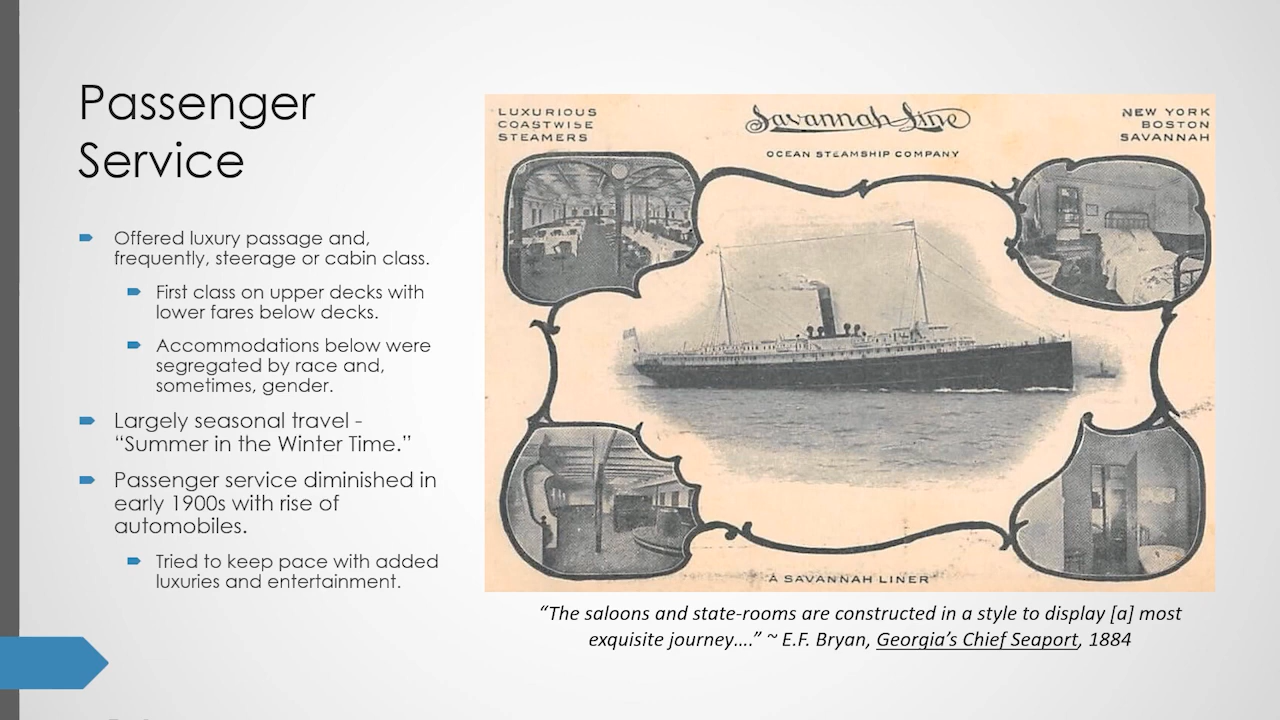 Passenger
Service
Offered luxury passage and,
frequently, steerage or cabin class.
First class on upper decks with
lower fares below decks.
Accommodations below were
segregated by race and,
sometimes, gender.
Largely seasonal travel -
“Summer in the Winter Time.”
Passenger service diminished in
early 1900s with rise of
automobiles.
Tried to keep pace with added
luxuries and entertainment.
LUXURIOUS
COASTWISE
STEAMERS
Savannah Line
OCEAN STEAMSHIP COMPANY
NEW YORK
BOSTON
SAVANNAH
A SAVANNAH LINER
“The saloons and state-rooms are constructed in a style to display [a] most
exquisite journey….” ~ E.F. Bryan, Georgia’s Chief Seaport, 1884